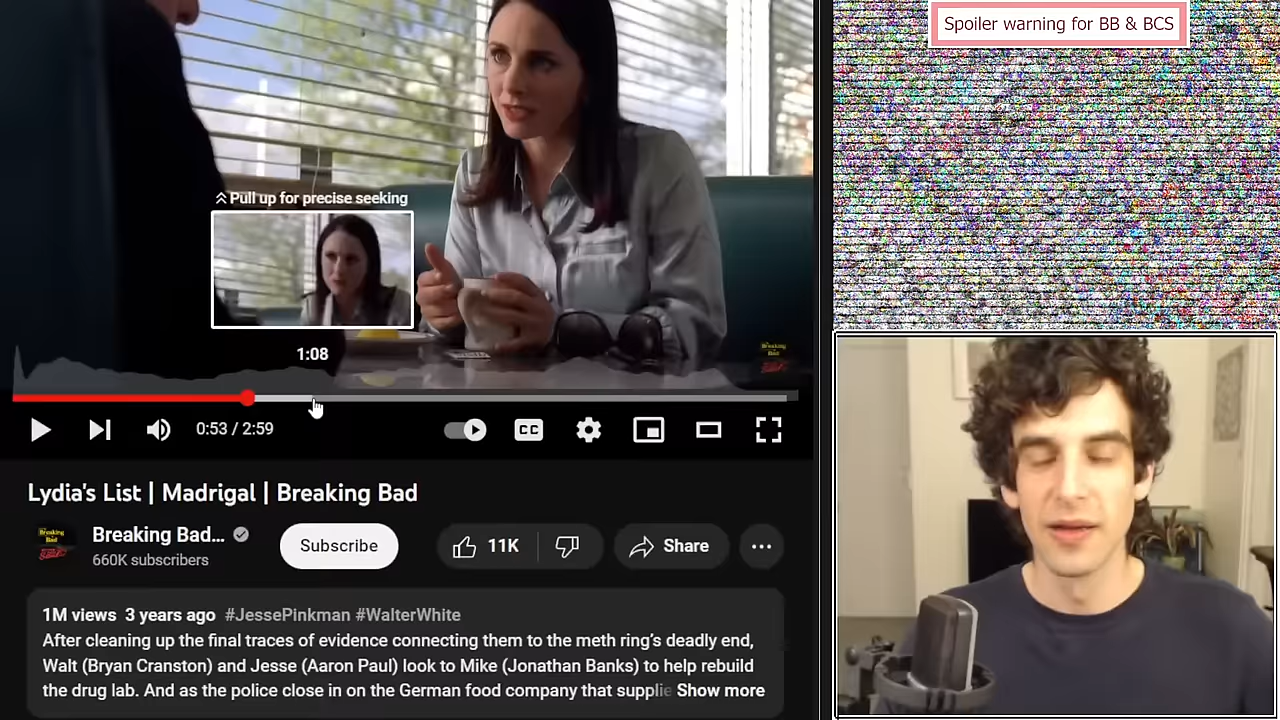 Spoiler warning for BB & BCS
Pull up for precise seeking
1:08
0:53 / 2:59
CC
Lydia's List | Madrigal | Breaking Bad
Breaking Bad...
660K subscribers
Subscribe
11K
Share
1M views 3 years ago #JessePinkman #WalterWhite
After cleaning up the final traces of evidence connecting them to the meth ring's deadly end,
Walt (Bryan Cranston) and Jesse (Aaron Paul) look to Mike (Jonathan Banks) to help rebuild
the drug lab. And as the police close in on the German food company that supplie Show more